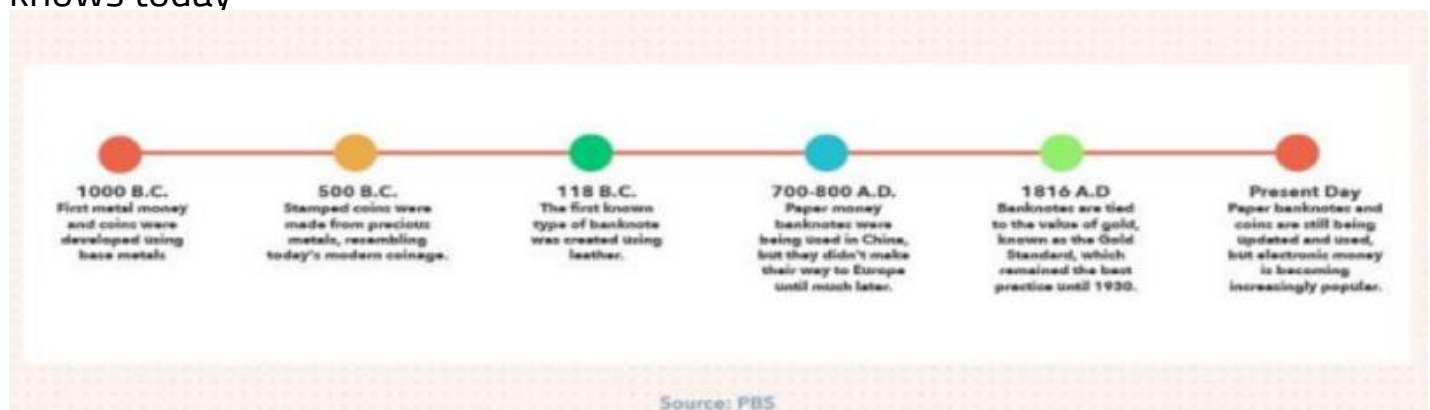 knows today
1000 B.C.
First metal money
and coins were
developed using
base metals
500 B.C.
Stamped coins were
made from precious
metals, resembling
today's modern coinage.
118 B.C.
The first known
type of banknote
was created using
leather.
700-800 A.D.
Paper money
banknotes were
being used in China,
but they didn't make
their way to Europe
until much later.
1816 A.D
Banknotes are tied
to the value of gold,
known as the Gold
Standard, which
remained the best
practice until 1930.
Present Day
Paper banknotes and
coins are still being
updated and used,
but electronic money
is becoming
increasingly popular.
Source: PBS